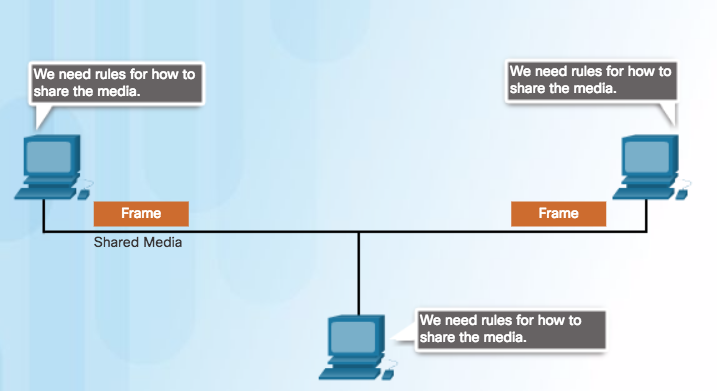 We need rules for how to
share the media.
We need rules for how to
share the media.
Frame
Frame
Shared Media
We need rules for how to
share the media.